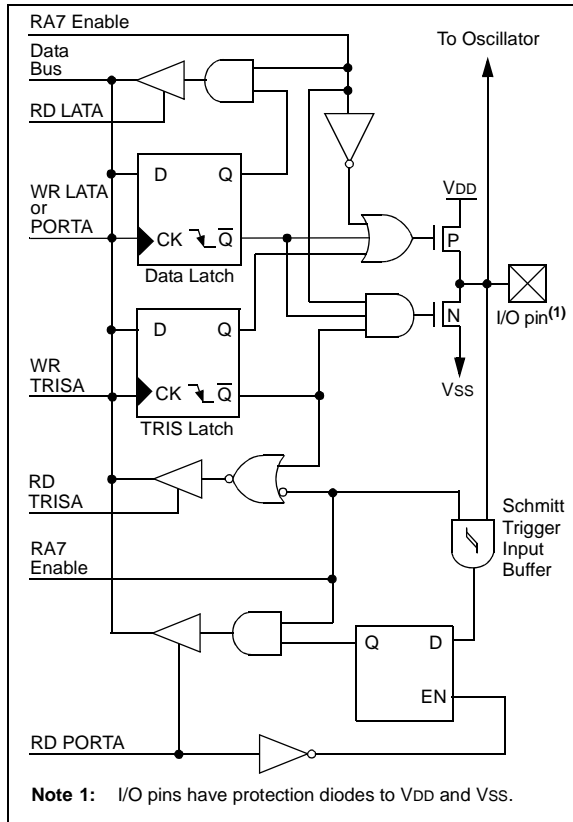 RA7 Enable
Data
Bus
To Oscillator
RD LATA
D Q
WR LATA
or
PORTA
CK Q
Data Latch
VDD
P
I/O pin(1)
N
VSS
D Q
WR
TRISA
CK Q
TRIS Latch
RD
TRISA
Schmitt
Trigger
Input
Buffer
RA7
Enable
Q D
EN
RD PORTA
Note 1: I/O pins have protection diodes to VDD and VSS.